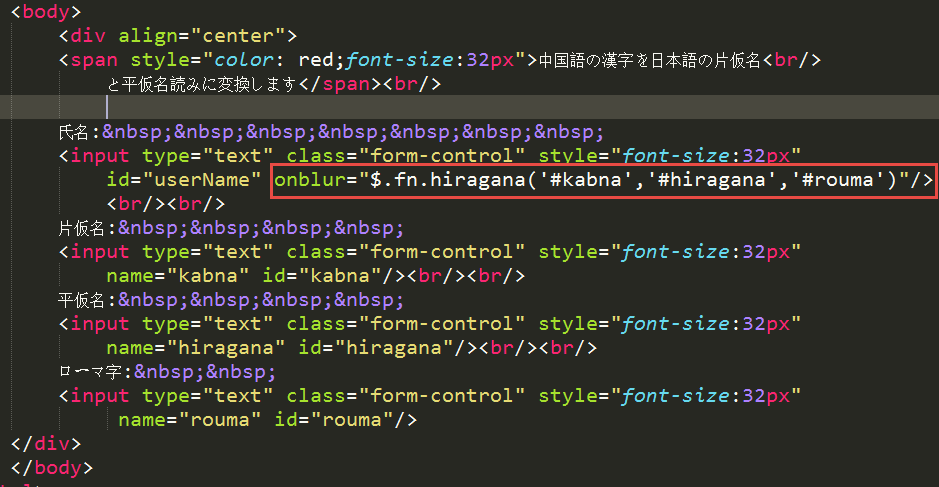 <body>
<div align="center">
<span style="color: red;font-size:32px">中国語の漢字を日本語の片仮名<br/>
と平仮名読みに変換します</span><br/>
氏名:&nbsp;&nbsp;&nbsp;&nbsp;&nbsp;&nbsp;&nbsp;
<input type="text" class="form-control" style="font-size:32px"
id="userName" onblur="$.fn.hiragana('#kabna','#hiragana','#rouma')"/>
<br/><br/>
片仮名:&nbsp;&nbsp;&nbsp;&nbsp;
<input type="text" class="form-control" style="font-size:32px"
name="kabna" id="kabna"/><br/><br/>
平仮名:&nbsp;&nbsp;&nbsp;&nbsp;
<input type="text" class="form-control" style="font-size:32px"
name="hiragana" id="hiragana"/><br/><br/>
ローマ字:&nbsp;&nbsp;
<input type="text" class="form-control" style="font-size:32px"
name="rouma" id="rouma"/>
</div>
</body>